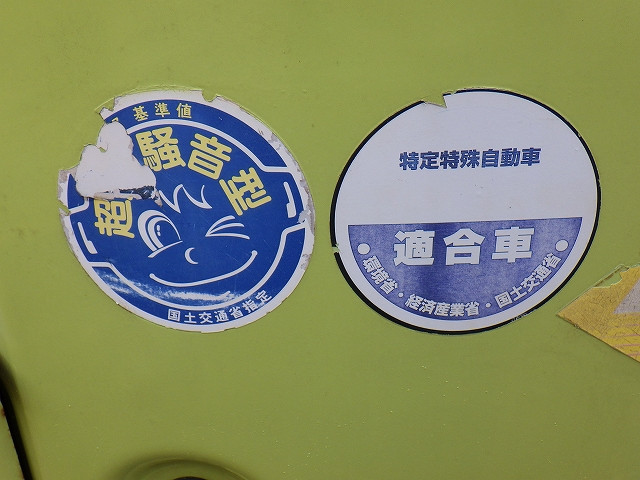 基準値
超
騒音型
国土交通省指定
特定特殊自動車
適合車
●環境省・経済産業省・国土交通省●